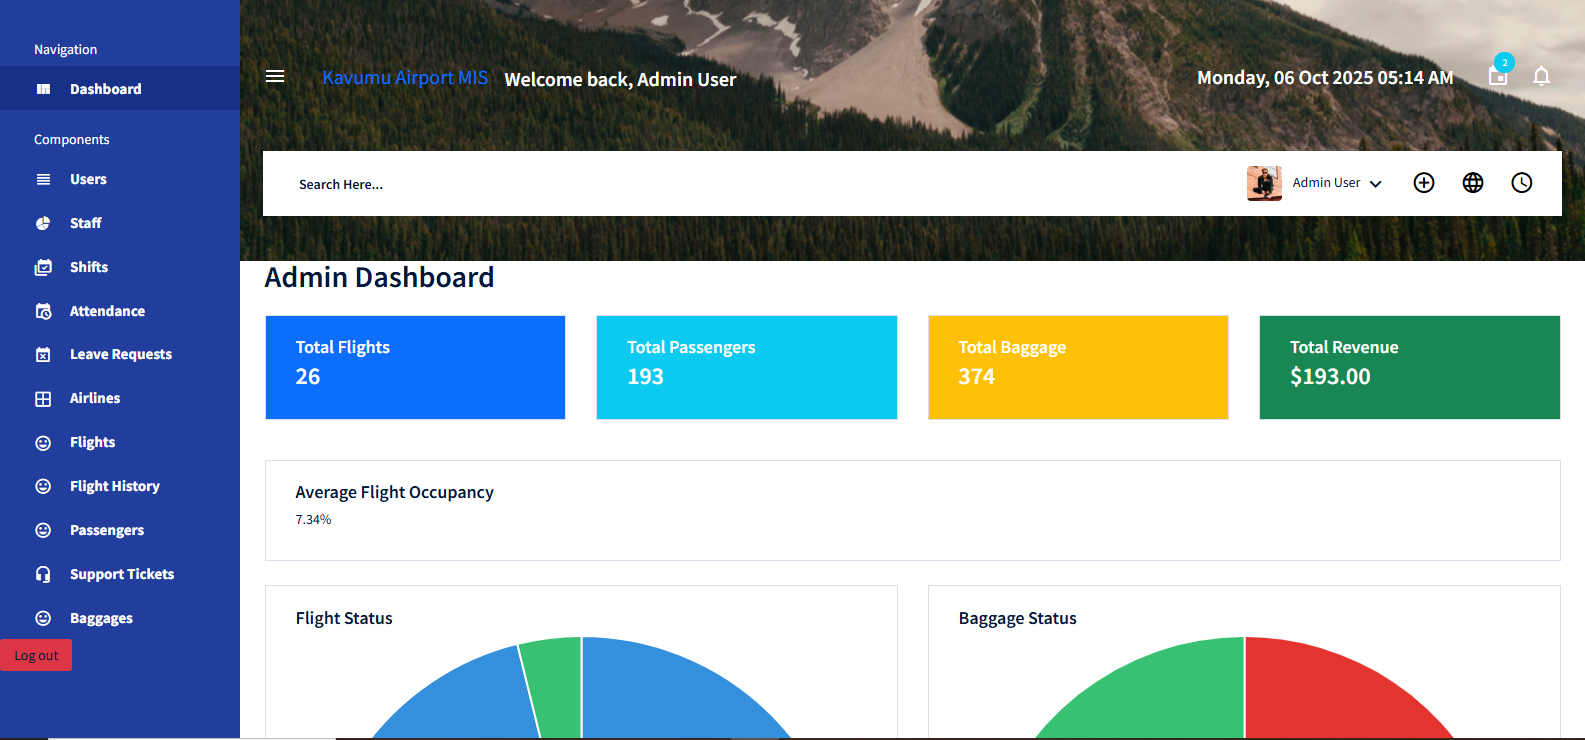 Navigation
Dashboard
Components
Users
Staff
Shifts
Attendance
Leave Requests
Airlines
Flights
Flight History
Passengers
Support Tickets
Baggages
Log out
Kavumu Airport MIS Welcome back, Admin User
Monday, 06 Oct 2025 05:14 AM
2
Search Here...
Admin User
Admin Dashboard
Total Flights
26
Total Passengers
193
Total Baggage
374
Total Revenue
$193.00
Average Flight Occupancy
7.34%
Flight Status
Baggage Status